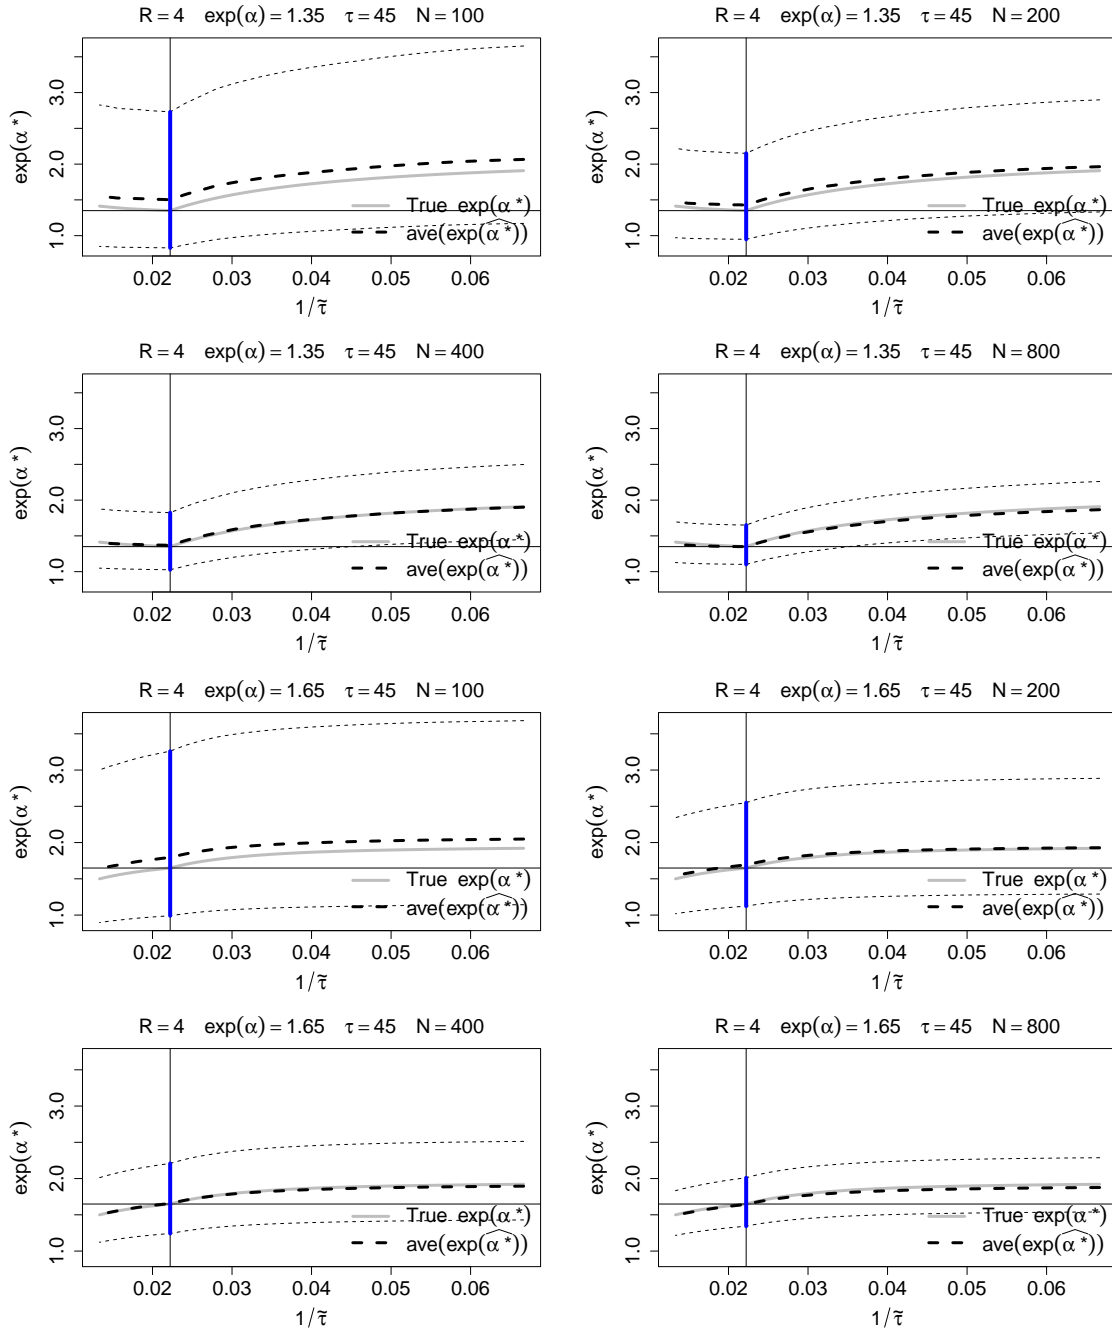 R = 4 exp(α) = 1.35 τ = 45 N = 100
exp(α*)
1.0 2.0 3.0
True exp(α*)
ave(exp(α̂*))
0.02 0.03 0.04 0.05 0.06
1/τ̃
R = 4 exp(α) = 1.35 τ = 45 N = 200
exp(α*)
1.0 2.0 3.0
True exp(α*)
ave(exp(α̂*))
0.02 0.03 0.04 0.05 0.06
1/τ̃
R = 4 exp(α) = 1.35 τ = 45 N = 400
exp(α*)
1.0 2.0 3.0
True exp(α*)
ave(exp(α̂*))
0.02 0.03 0.04 0.05 0.06
1/τ̃
R = 4 exp(α) = 1.35 τ = 45 N = 800
exp(α*)
1.0 2.0 3.0
True exp(α*)
ave(exp(α̂*))
0.02 0.03 0.04 0.05 0.06
1/τ̃
R = 4 exp(α) = 1.65 τ = 45 N = 100
exp(α*)
1.0 2.0 3.0
True exp(α*)
ave(exp(α̂*))
0.02 0.03 0.04 0.05 0.06
1/τ̃
R = 4 exp(α) = 1.65 τ = 45 N = 200
exp(α*)
1.0 2.0 3.0
True exp(α*)
ave(exp(α̂*))
0.02 0.03 0.04 0.05 0.06
1/τ̃
R = 4 exp(α) = 1.65 τ = 45 N = 400
exp(α*)
1.0 2.0 3.0
True exp(α*)
ave(exp(α̂*))
0.02 0.03 0.04 0.05 0.06
1/τ̃
R = 4 exp(α) = 1.65 τ = 45 N = 800
exp(α*)
1.0 2.0 3.0
True exp(α*)
ave(exp(α̂*))
0.02 0.03 0.04 0.05 0.06
1/τ̃